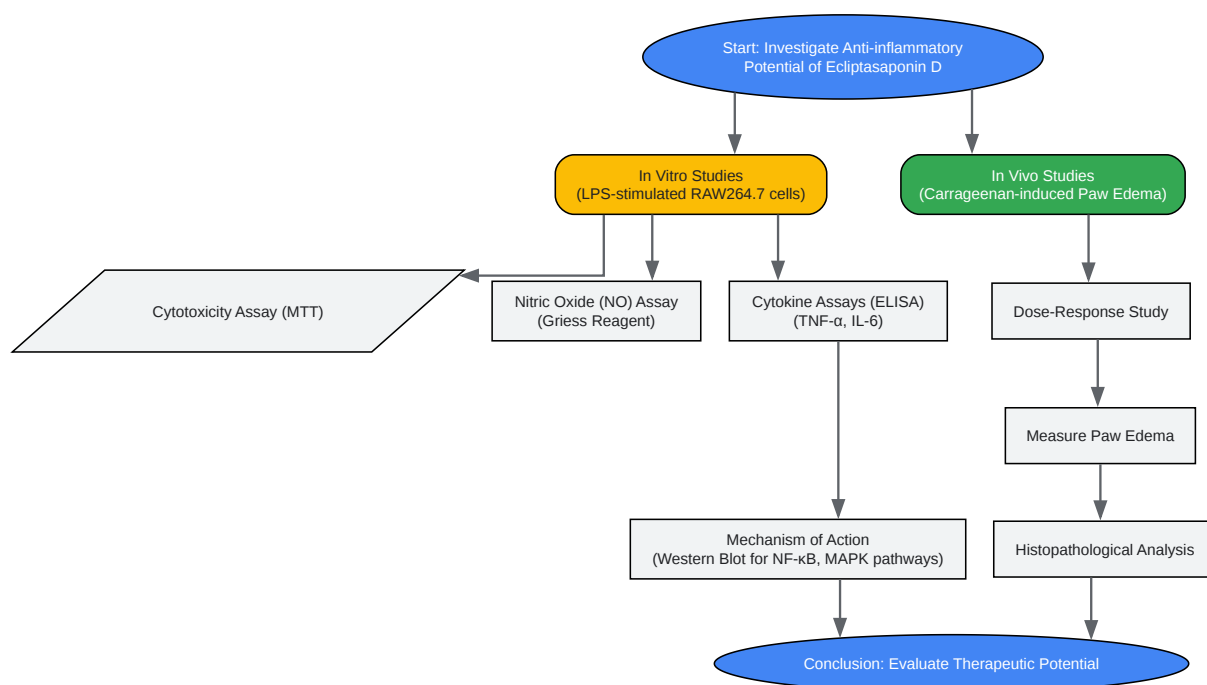 Start: Investigate Anti-inflammatory
Potential of Ecliptasaponin D
In Vitro Studies
(LPS-stimulated RAW264.7 cells)
In Vivo Studies
(Carrageenan-induced Paw Edema)
Cytotoxicity Assay (MTT)
Nitric Oxide (NO) Assay
(Griess Reagent)
Cytokine Assays (ELISA)
(TNF-α, IL-6)
Dose-Response Study
Measure Paw Edema
Mechanism of Action
(Western Blot for NF-κB, MAPK pathways)
Histopathological Analysis
Conclusion: Evaluate Therapeutic Potential